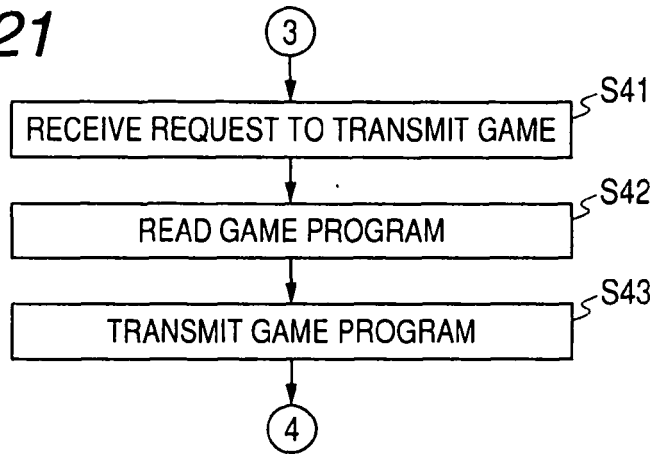 21
3
S41
RECEIVE REQUEST TO TRANSMIT GAME
S42
READ GAME PROGRAM
S43
TRANSMIT GAME PROGRAM
4